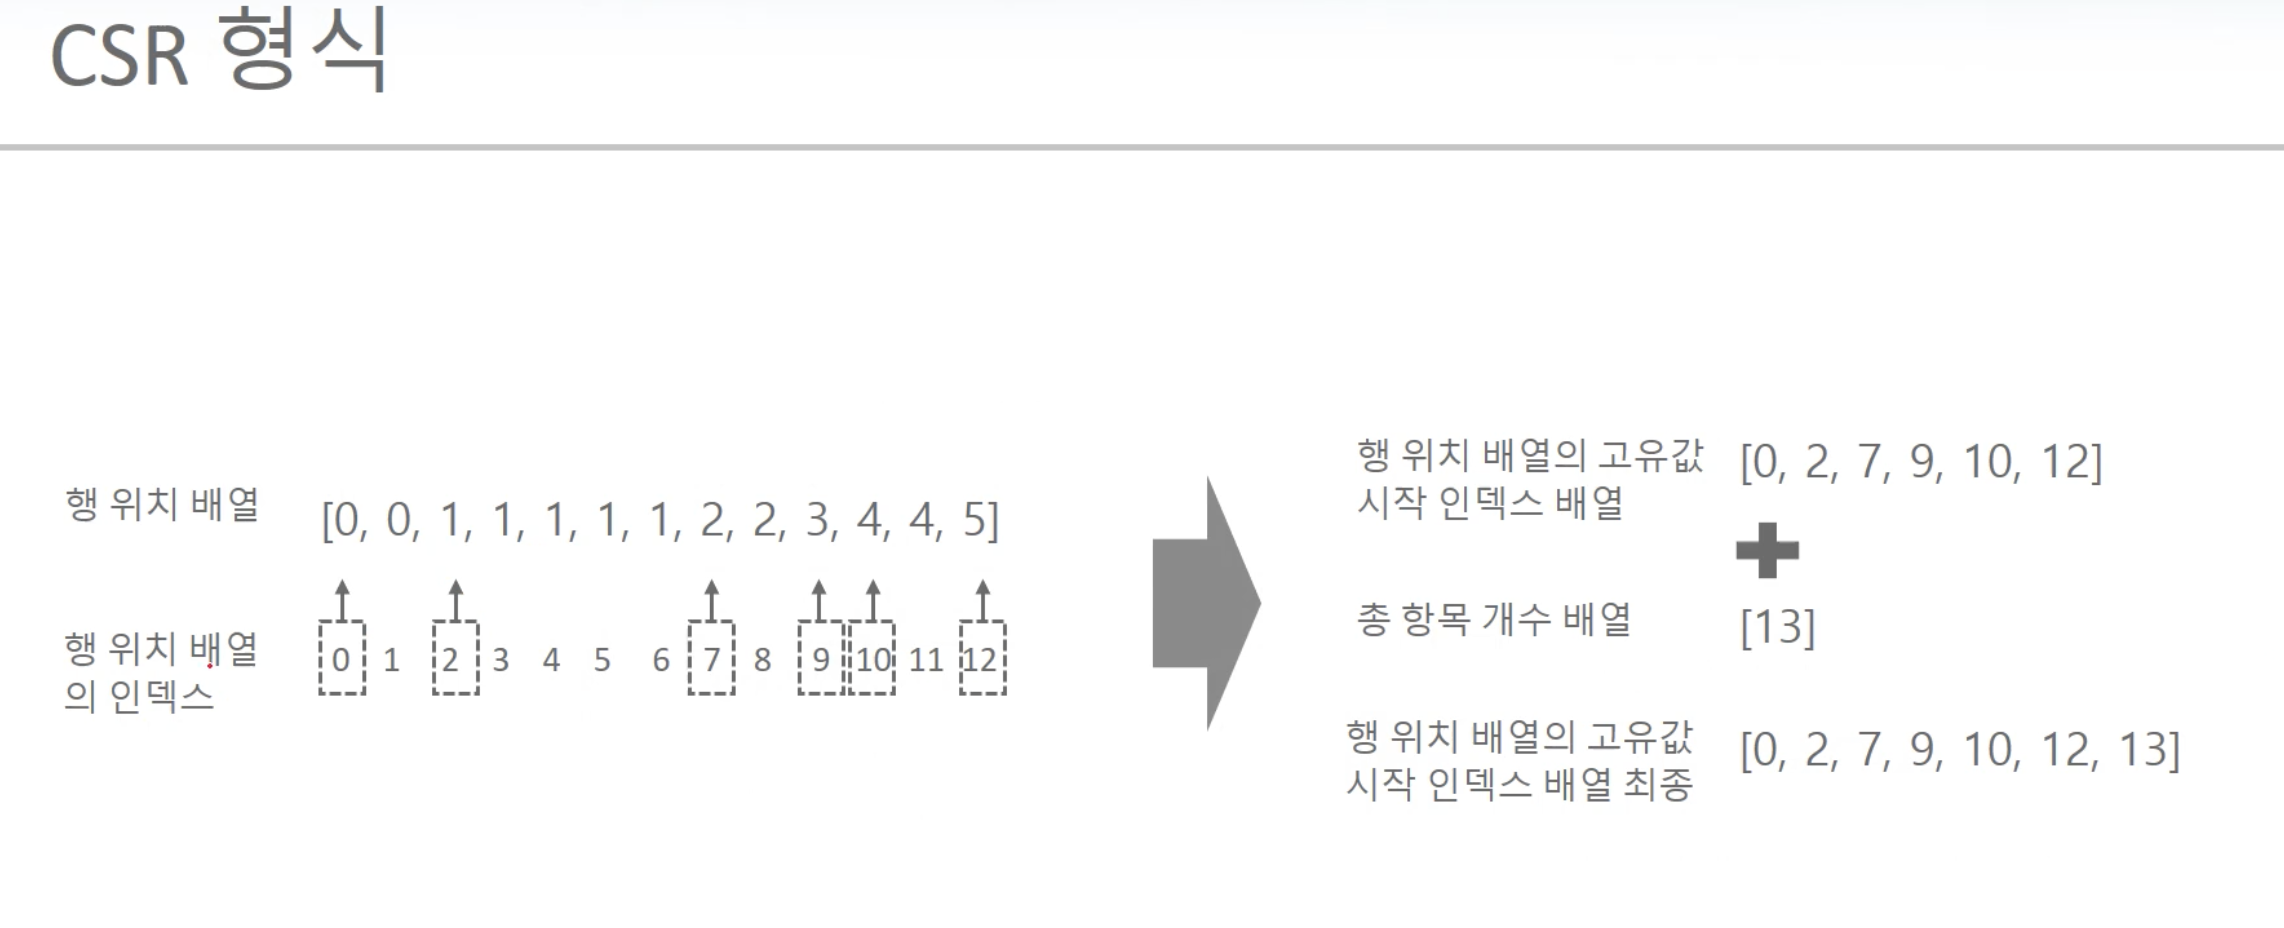 CSR 형식
행 위치 배열
[0, 0, 1, 1, 1, 1, 1, 2, 2, 3, 4, 4, 5]
행 위치 배열
의 인덱스
0 1 2 3 4 5 6 7 8 9 10 11 12
행 위치 배열의 고유값
시작 인덱스 배열
[0, 2, 7, 9, 10, 12]
총 항목 개수 배열
[13]
행 위치 배열의 고유값
시작 인덱스 배열 최종
[0, 2, 7, 9, 10, 12, 13]